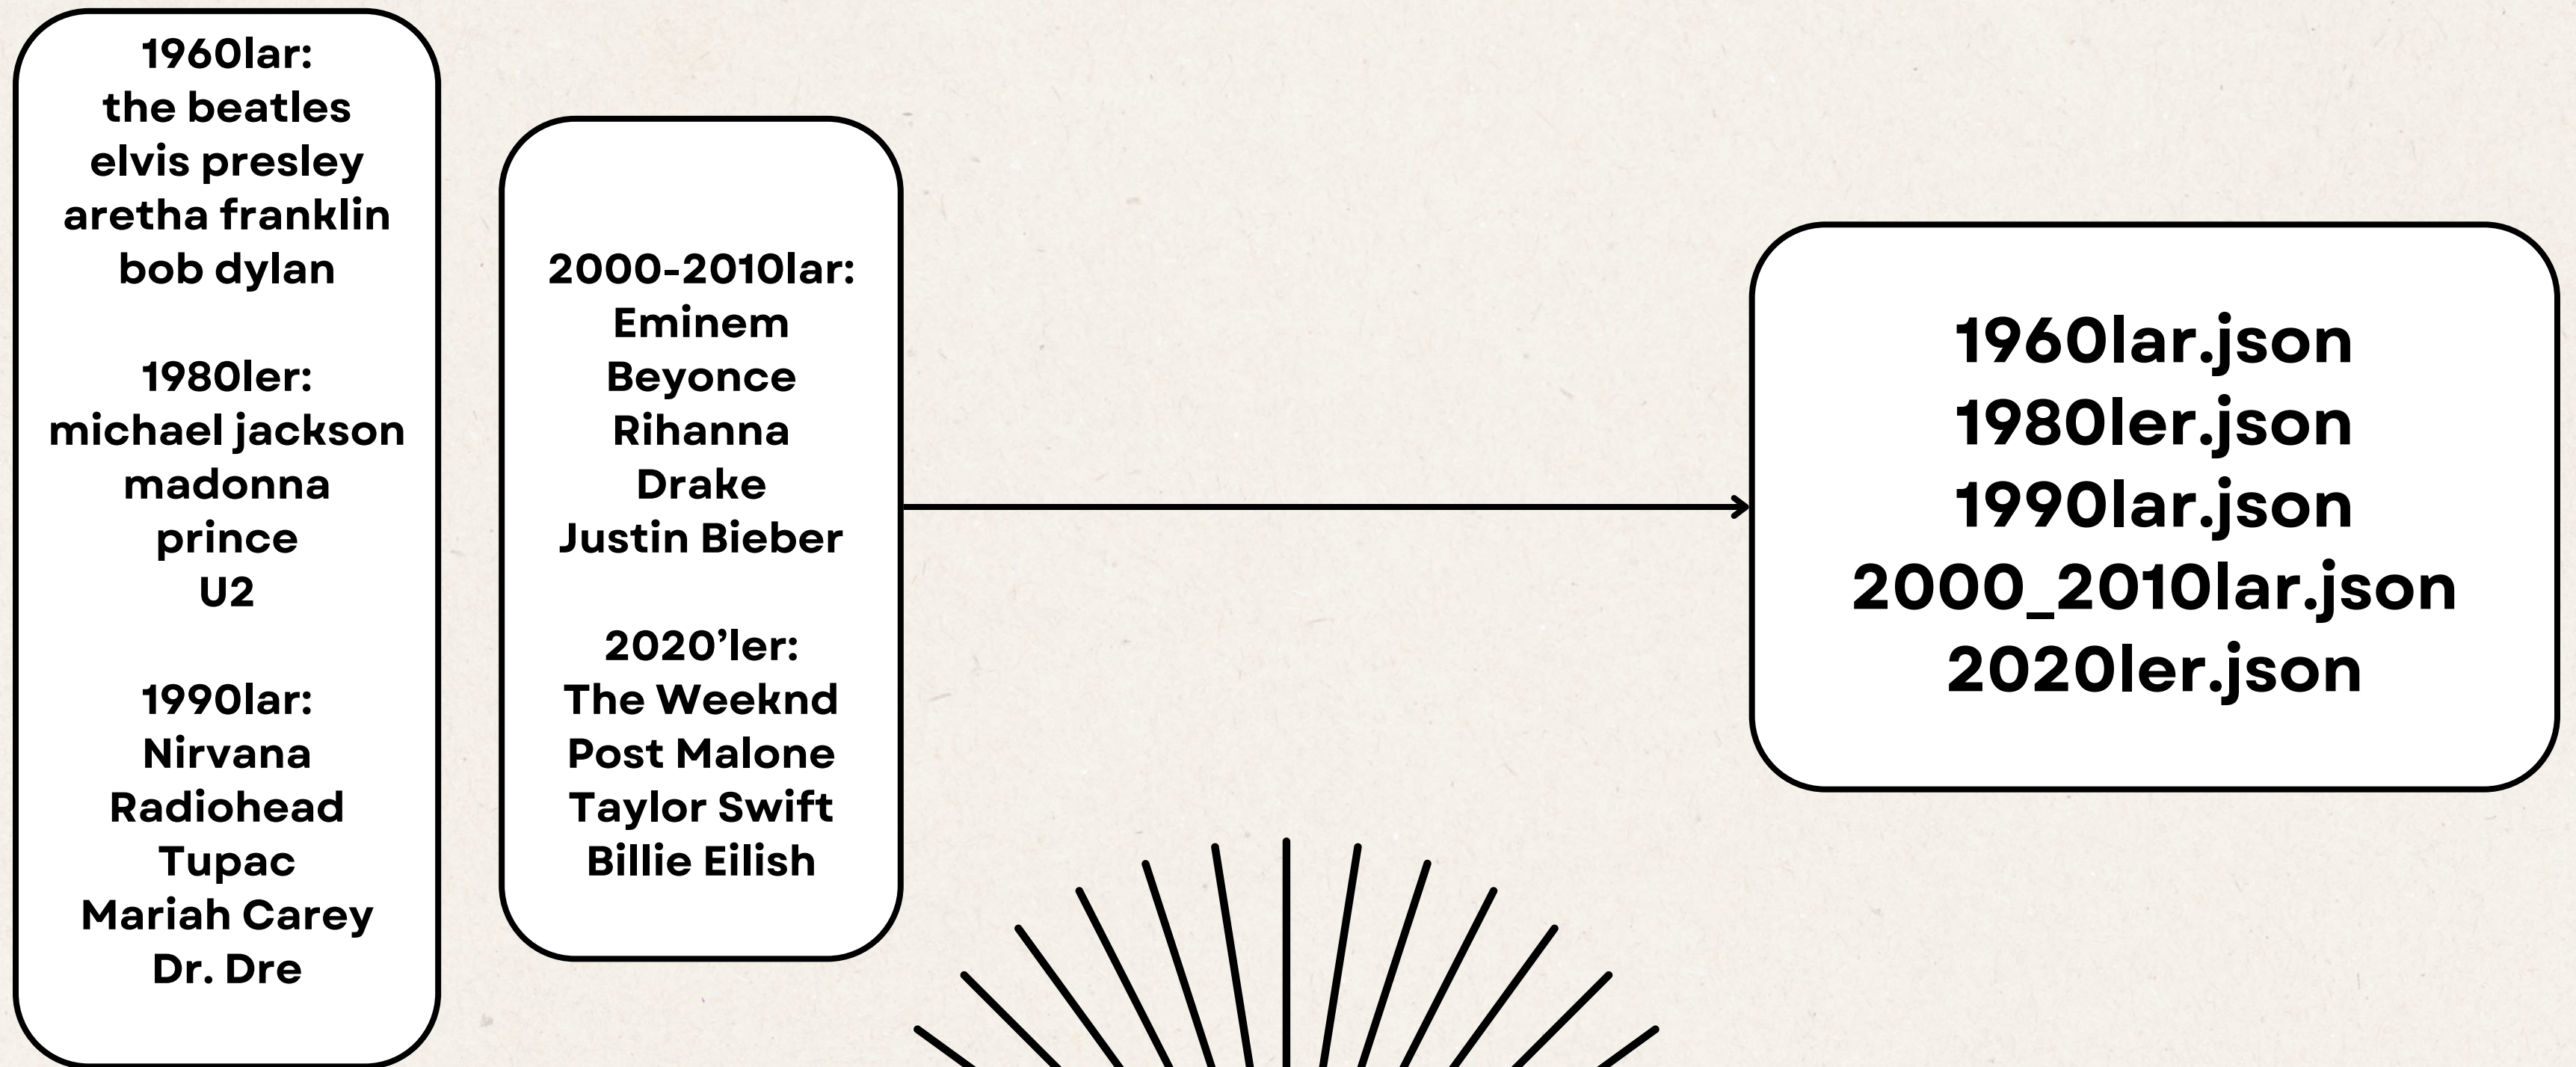 1960lar:
the beatles
elvis presley
aretha franklin
bob dylan
1980ler:
michael jackson
madonna
prince
U2
1990lar:
Nirvana
Radiohead
Tupac
Mariah Carey
Dr. Dre
2000-2010lar:
Eminem
Beyonce
Rihanna
Drake
Justin Bieber
2020’ler:
The Weeknd
Post Malone
Taylor Swift
Billie Eilish
1960lar.json
1980ler.json
1990lar.json
2000_2010lar.json
2020ler.json